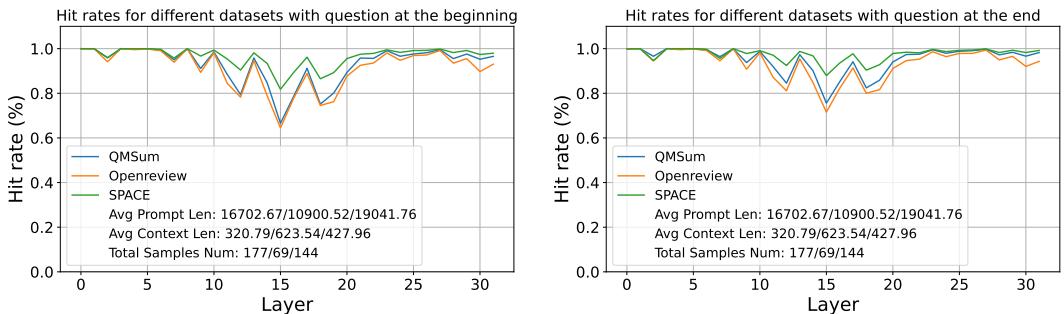 Hit rates for different datasets with question at the beginning
Hit rate (%)
1.0
0.8
0.6
0.4
0.2
0.0
QMSum
Openreview
SPACE
Avg Prompt Len: 16702.67/10900.52/19041.76
Avg Context Len: 320.79/623.54/427.96
Total Samples Num: 177/69/144
0 5 10 15 20 25 30
Layer
Hit rates for different datasets with question at the end
Hit rate (%)
1.0
0.8
0.6
0.4
0.2
0.0
QMSum
Openreview
SPACE
Avg Prompt Len: 16702.67/10900.52/19041.76
Avg Context Len: 320.79/623.54/427.96
Total Samples Num: 177/69/144
0 5 10 15 20 25 30
Layer